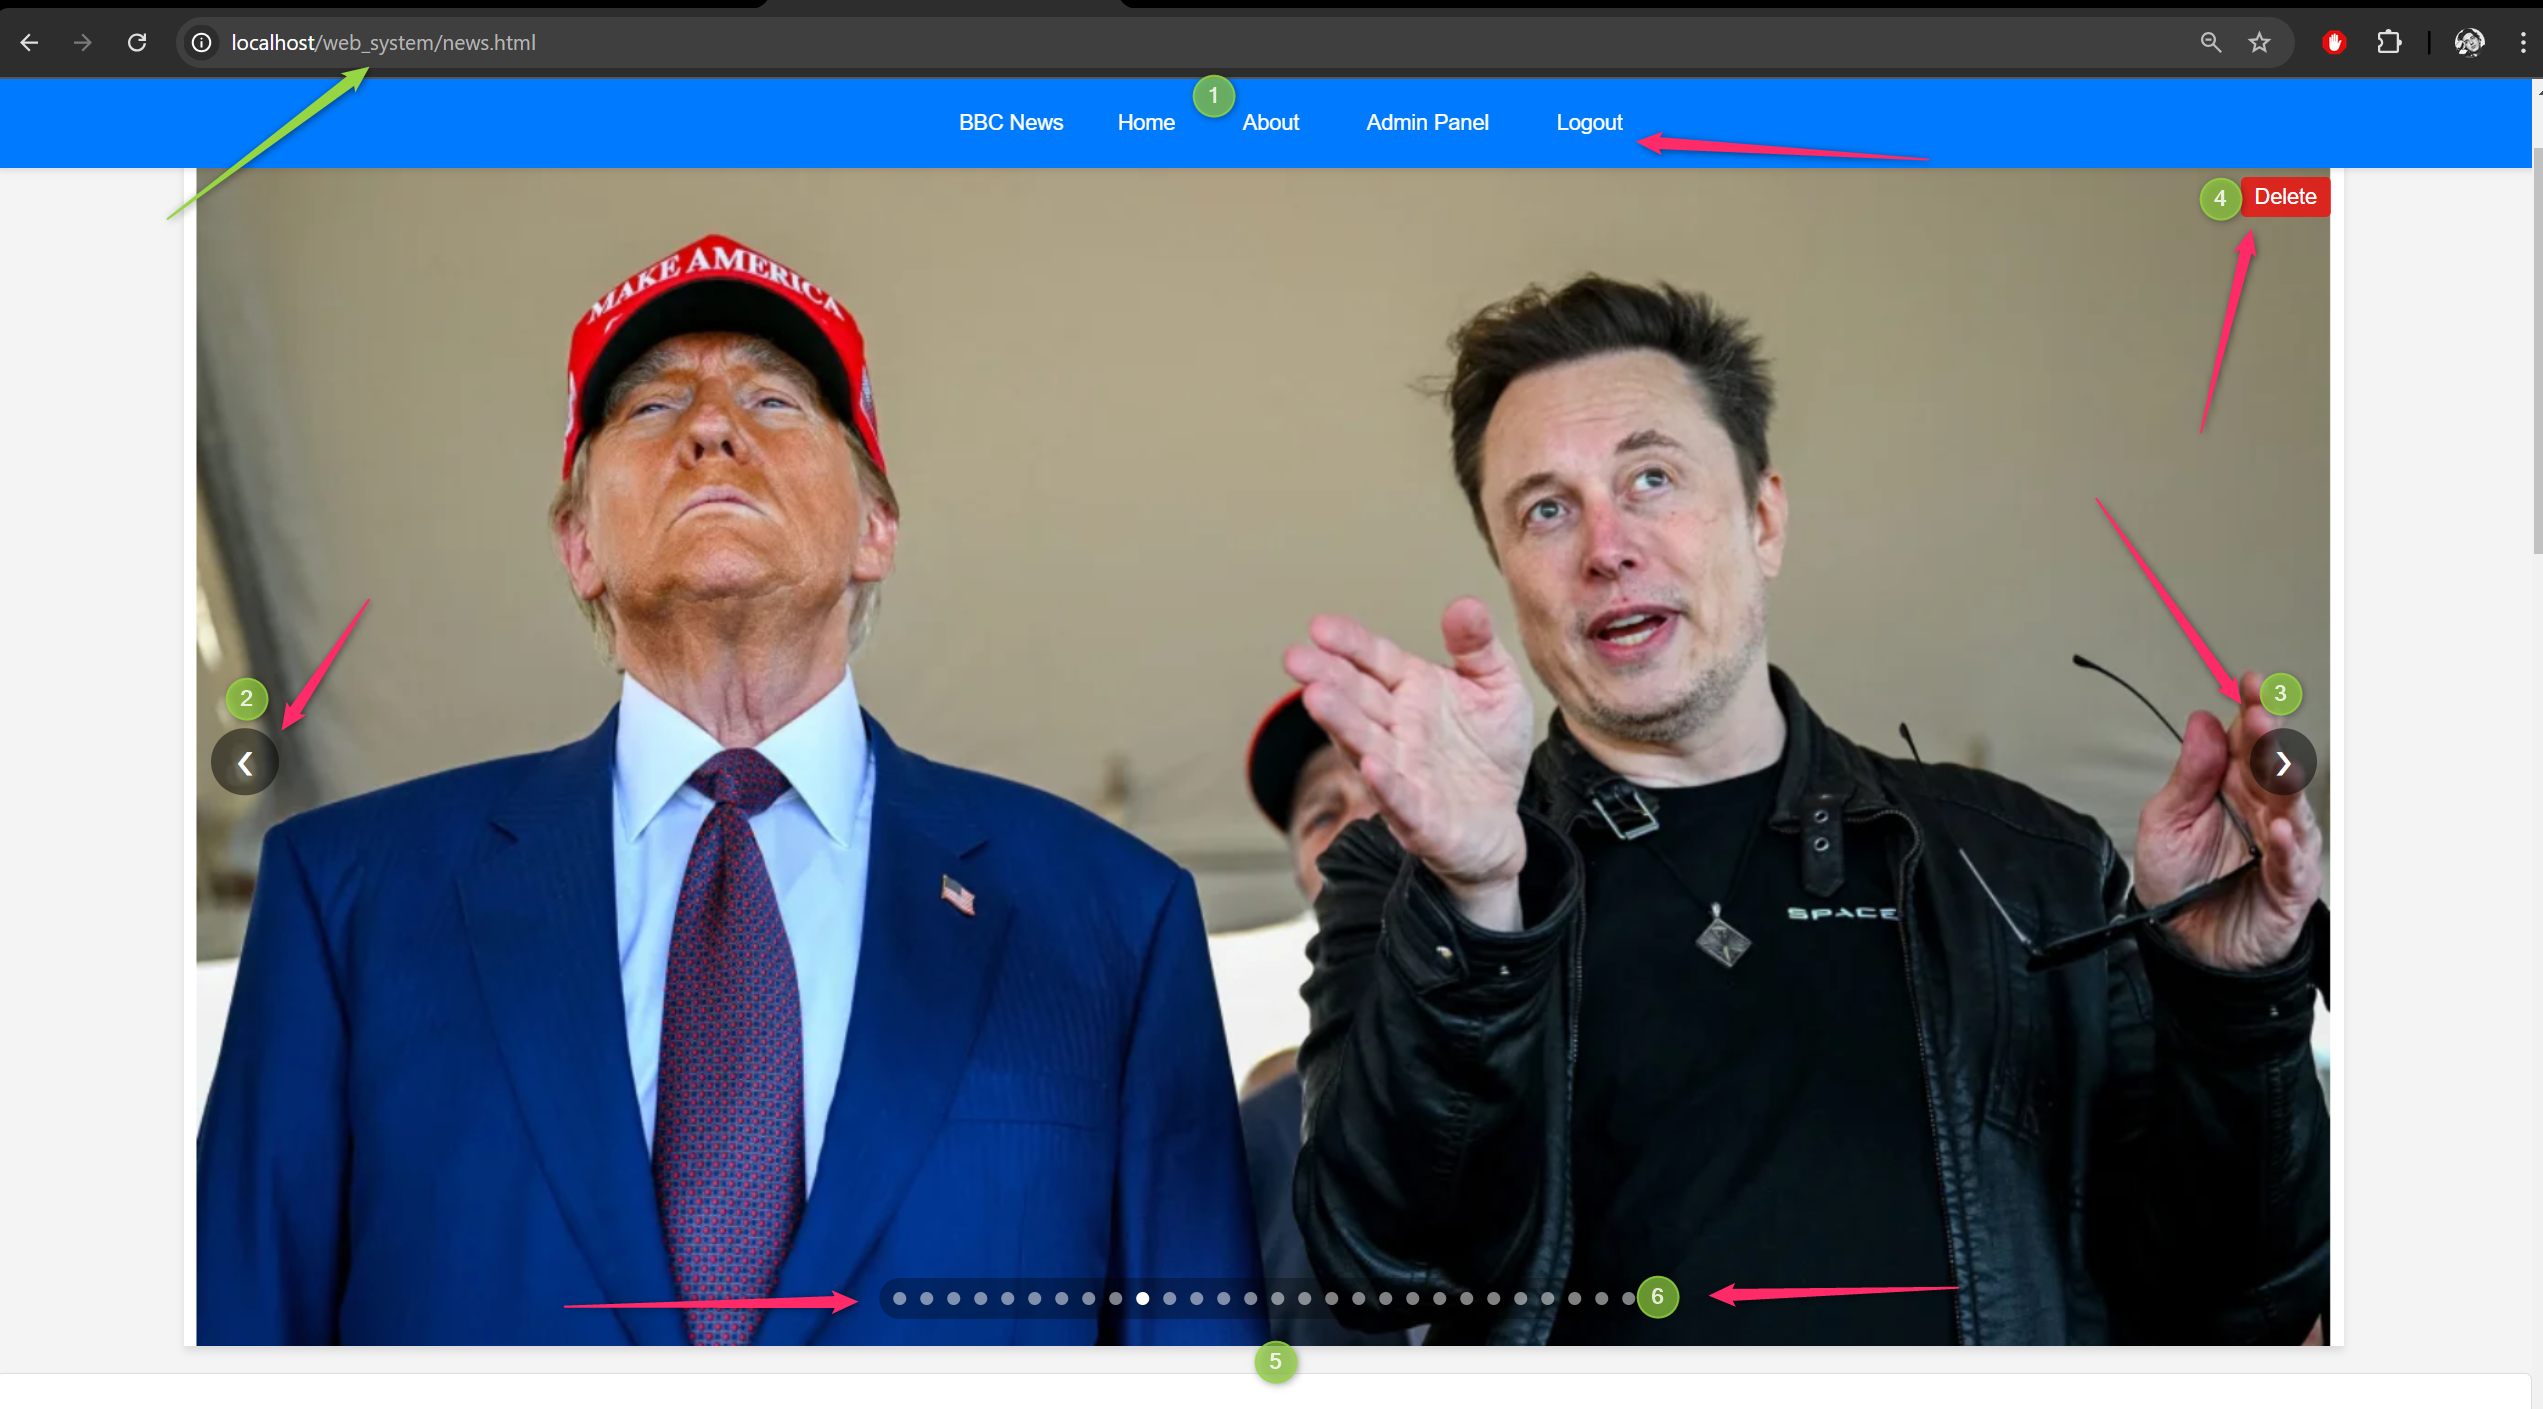 localhost/web_system/news.html
1
BBC News Home About Admin Panel Logout
4 Delete
MAKE AMERICA
2
3
❮
❯
SPACE
6
5